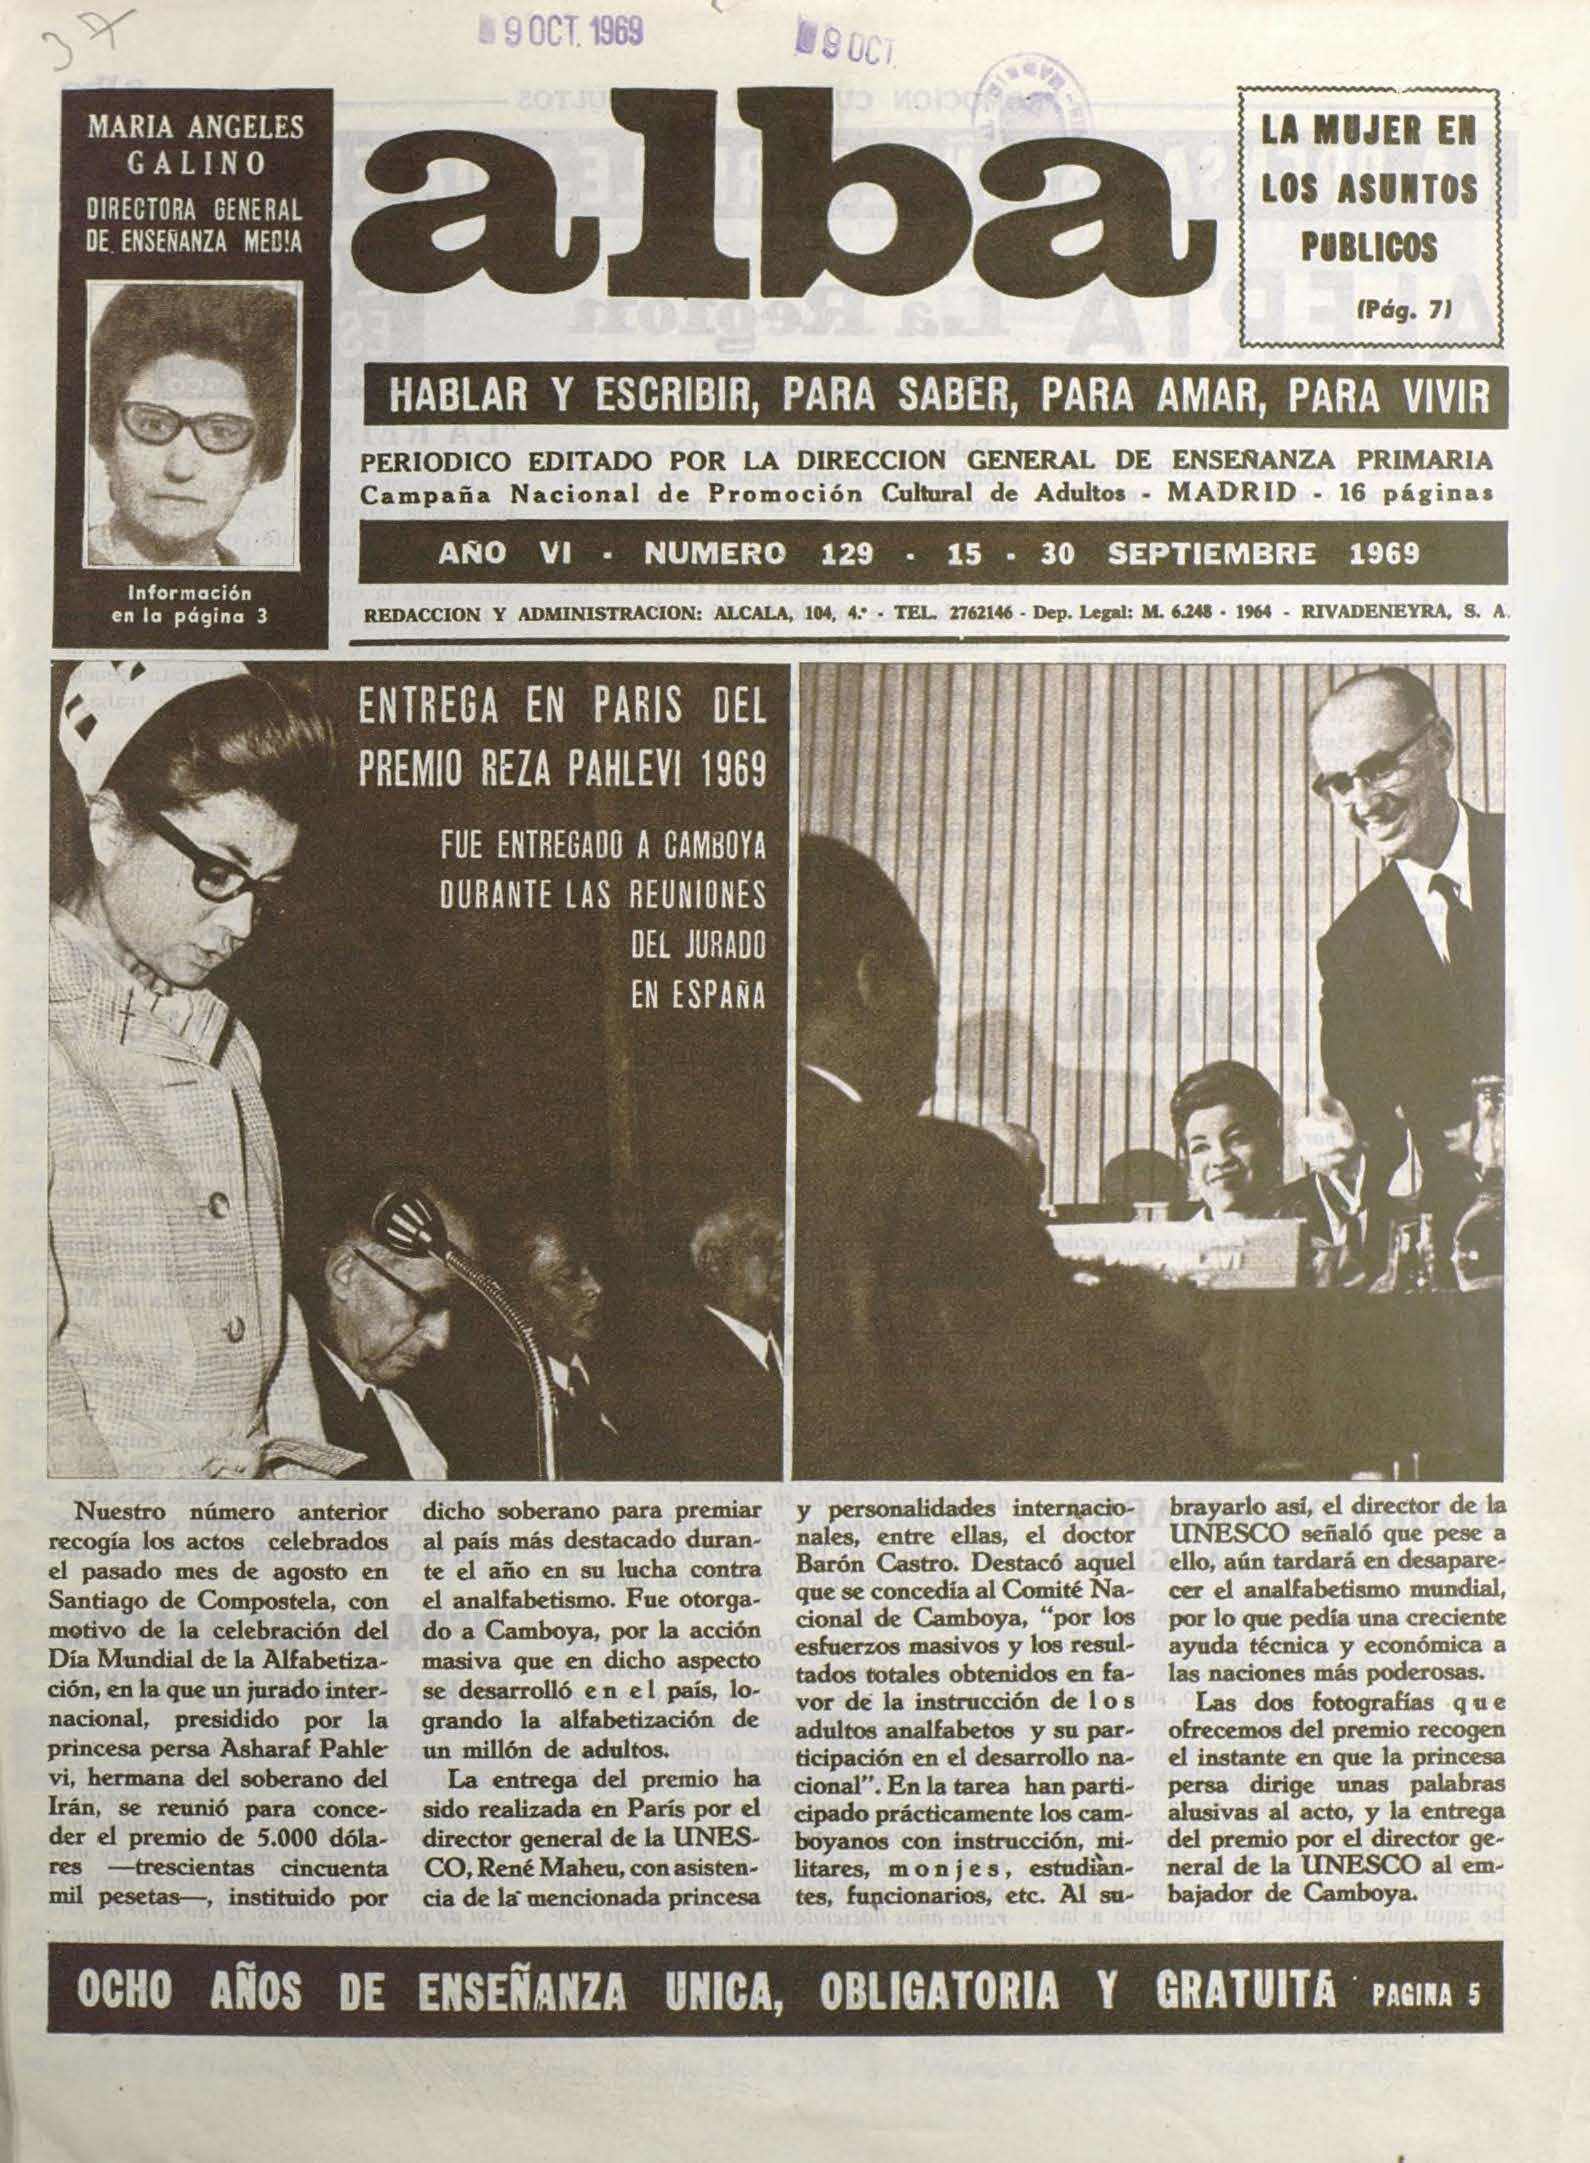 37
9 OCT. 1969
9 OCT.
MARIA ANGELES
GALINO
DIRECTORA GENERAL
DE ENSEÑANZA MEDIA
Información
en la página 3
alba
LA MUJER EN
LOS ASUNTOS
PUBLICOS
(Pág. 7)
HABLAR Y ESCRIBIR, PARA SABER, PARA AMAR, PARA VIVIR
PERIODICO EDITADO POR LA DIRECCION GENERAL DE ENSEÑANZA PRIMARIA
Campaña Nacional de Promoción Cultural de Adultos - MADRID - 16 páginas
AÑO VI - NUMERO 129 - 15 - 30 SEPTIEMBRE 1969
REDACCION Y ADMINISTRACION: ALCALA, 104, 4.º - TEL. 2762146 - Dep. Legal: M. 6.248 - 1964 - RIVADENEYRA, S. A.
ENTREGA EN PARIS DEL
PREMIO REZA PAHLEVI 1969
FUE ENTREGADO A CAMBOYA
DURANTE LAS REUNIONES
DEL JURADO
EN ESPAÑA
Nuestro número anterior
recogía los actos celebrados
el pasado mes de agosto en
Santiago de Compostela, con
motivo de la celebración del
Día Mundial de la Alfabetiza-
ción, en la que un jurado inter-
nacional, presidido por la
princesa persa Asharaf Pahle-
vi, hermana del soberano del
Irán, se reunió para conce-
der el premio de 5.000 dóla-
res —trescientas cincuenta
mil pesetas—, instituido por
dicho soberano para premiar
al país más destacado duran-
te el año en su lucha contra
el analfabetismo. Fue otorga-
do a Camboya, por la acción
masiva que en dicho aspecto
se desarrolló en el país, lo-
grando la alfabetización de
un millón de adultos.
La entrega del premio ha
sido realizada en París por el
director general de la UNES-
CO, René Maheu, con asisten-
cia de la mencionada princesa
y personalidades internacio-
nales, entre ellas, el doctor
Barón Castro. Destacó aquel
que se concedía al Comité Na-
cional de Camboya, "por los
esfuerzos masivos y los resul-
tados totales obtenidos en fa-
vor de la instrucción de los
adultos analfabetos y su par-
ticipación en el desarrollo na-
cional". En la tarea han parti-
cipado prácticamente los cam-
boyanos con instrucción, mi-
litares, monjes, estudian-
tes, funcionarios, etc. Al su-
brayarlo así, el director de la
UNESCO señaló que pese a
ello, aún tardará en desapare-
cer el analfabetismo mundial,
por lo que pedía una creciente
ayuda técnica y económica a
las naciones más poderosas.
Las dos fotografías que
ofrecemos del premio recogen
el instante en que la princesa
persa dirige unas palabras
alusivas al acto, y la entrega
del premio por el director ge-
neral de la UNESCO al em-
bajador de Camboya.
OCHO AÑOS DE ENSEÑANZA UNICA, OBLIGATORIA Y GRATUITA PAGINA 5